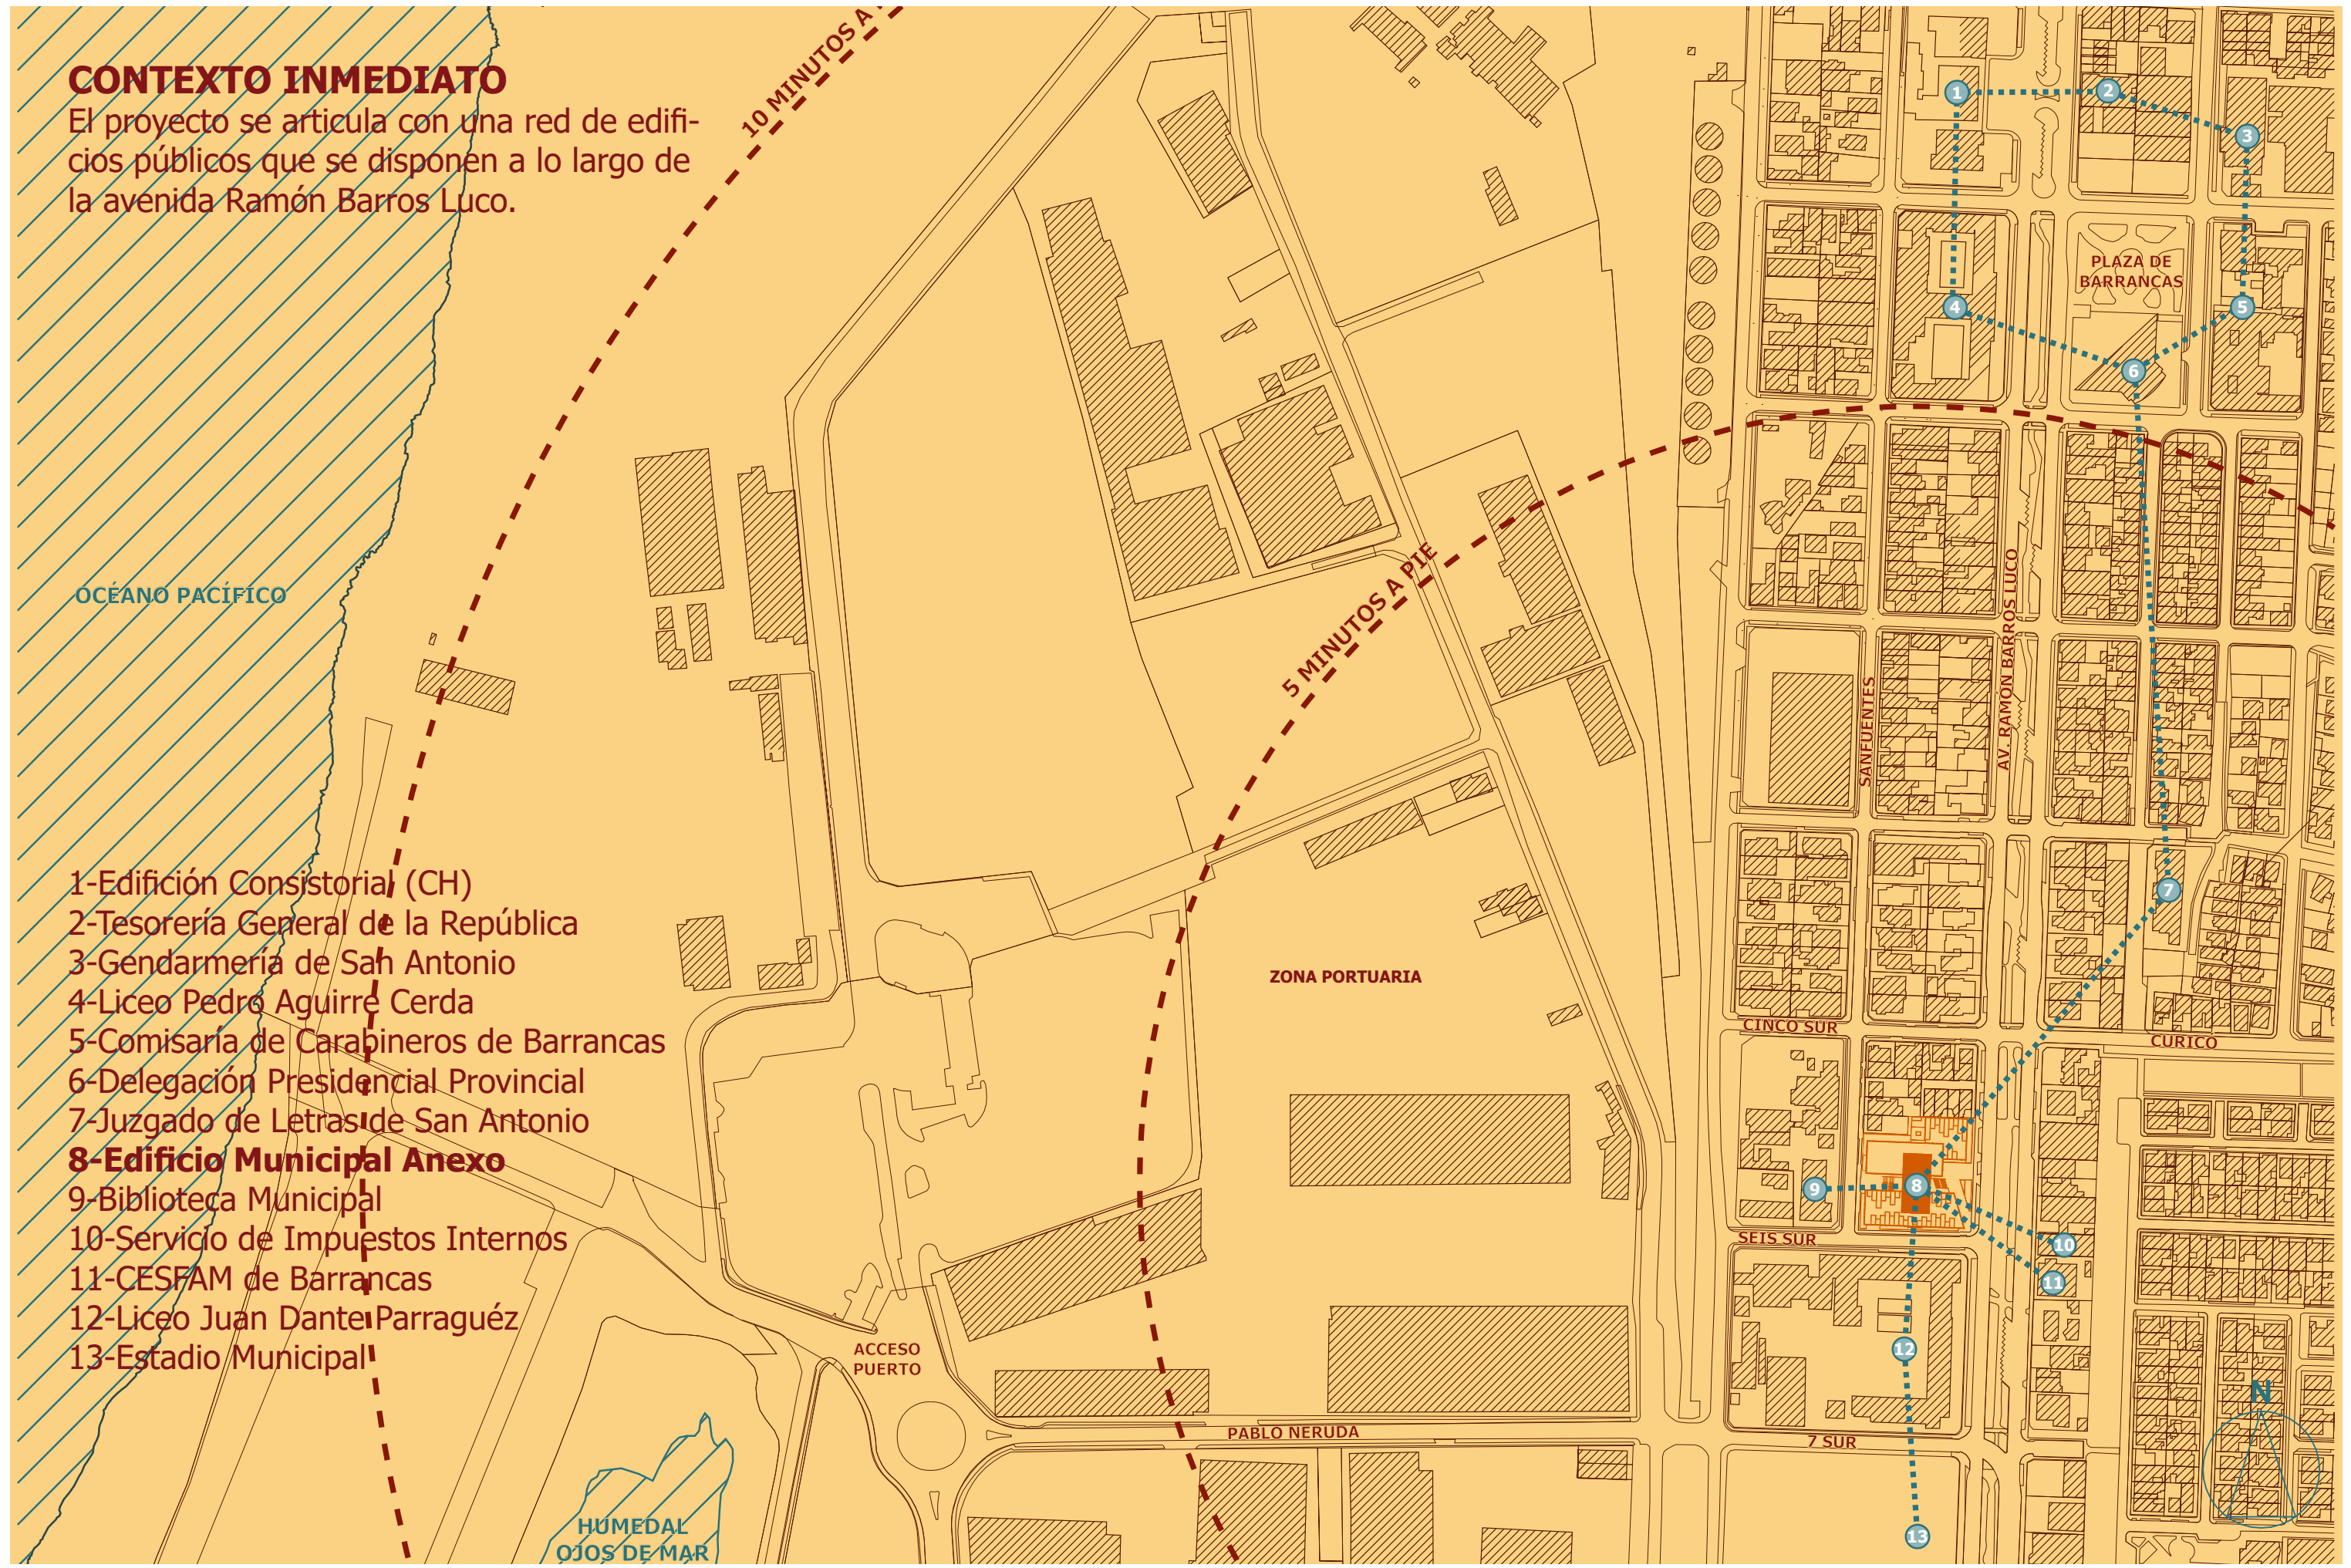 CONTEXTO INMEDIATO
El proyecto se articula con una red de edifi-
cios públicos que se disponen a lo largo de
la avenida Ramón Barros Luco.
10 MINUTOS A
1
2
3
PLAZA DE
BARRANCAS
4
5
6
5 MINUTOS A PIE
OCÉANO PACÍFICO
SANFUENTES
AV. RAMÓN BARROS LUCO
7
1-Edifición Consistorial (CH)
2-Tesorería General de la República
3-Gendarmería de San Antonio
4-Liceo Pedro Aguirre Cerda
5-Comisaría de Carabineros de Barrancas
6-Delegación Presidencial Provincial
7-Juzgado de Letras de San Antonio
8-Edificio Municipal Anexo
9-Biblioteca Municipal
10-Servicio de Impuestos Internos
11-CESFAM de Barrancas
12-Liceo Juan Dante Parraguéz
13-Estadio Municipal
ZONA PORTUARIA
CINCO SUR
CURICO
9
8
SEIS SUR
10
11
12
ACCESO
PUERTO
N
PABLO NERUDA
7 SUR
HUMEDAL
OJOS DE MAR
13